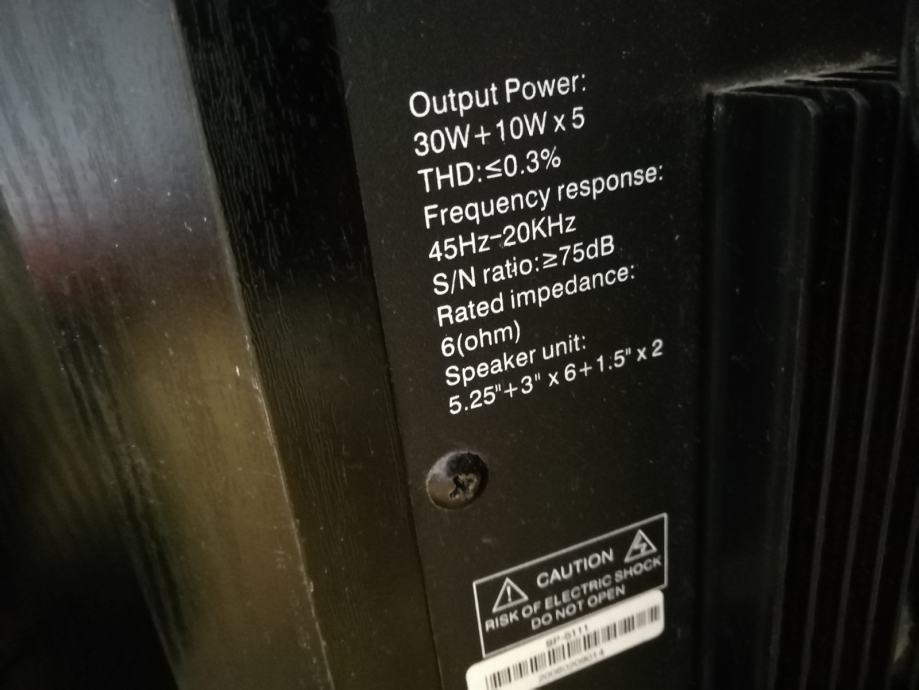 Output Power:
30W+10W x 5
THD:≤0.3%
Frequency response:
45Hz-20KHz
S/N ratio:≥75dB
Rated impedance:
6(ohm)
Speaker unit:
5.25"+3" x 6+1.5" x 2
CAUTION
RISK OF ELECTRIC SHOCK
DO NOT OPEN